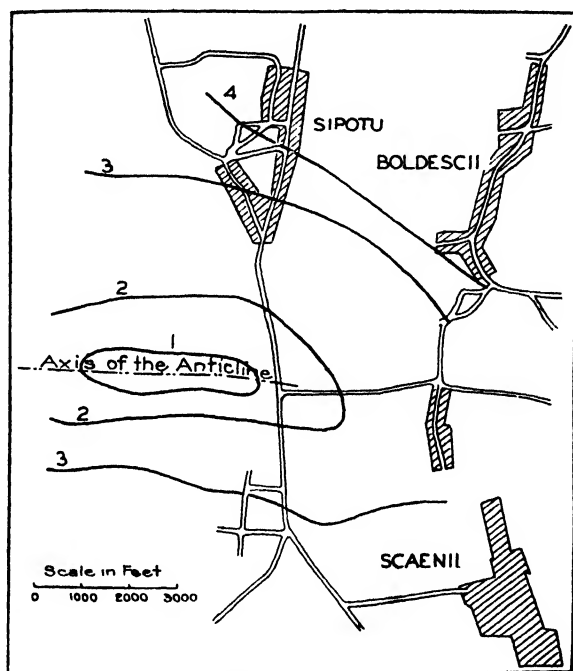 4
SIPOTU
BOLDESCII
3
2
1
Axis of the Anticline
2
3
SCAENII
Scale in Feet
0 1000 2000 3000